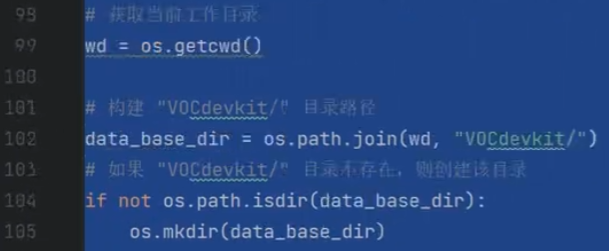 98 # 获取当前工作目录
99 wd = os.getcwd()
100
101 # 构建 "VOCdevkit/" 目录路径
102 data_base_dir = os.path.join(wd, "VOCdevkit/")
103 # 如果 "VOCdevkit/" 目录不存在，则创建该目录
104 if not os.path.isdir(data_base_dir):
105     os.mkdir(data_base_dir)